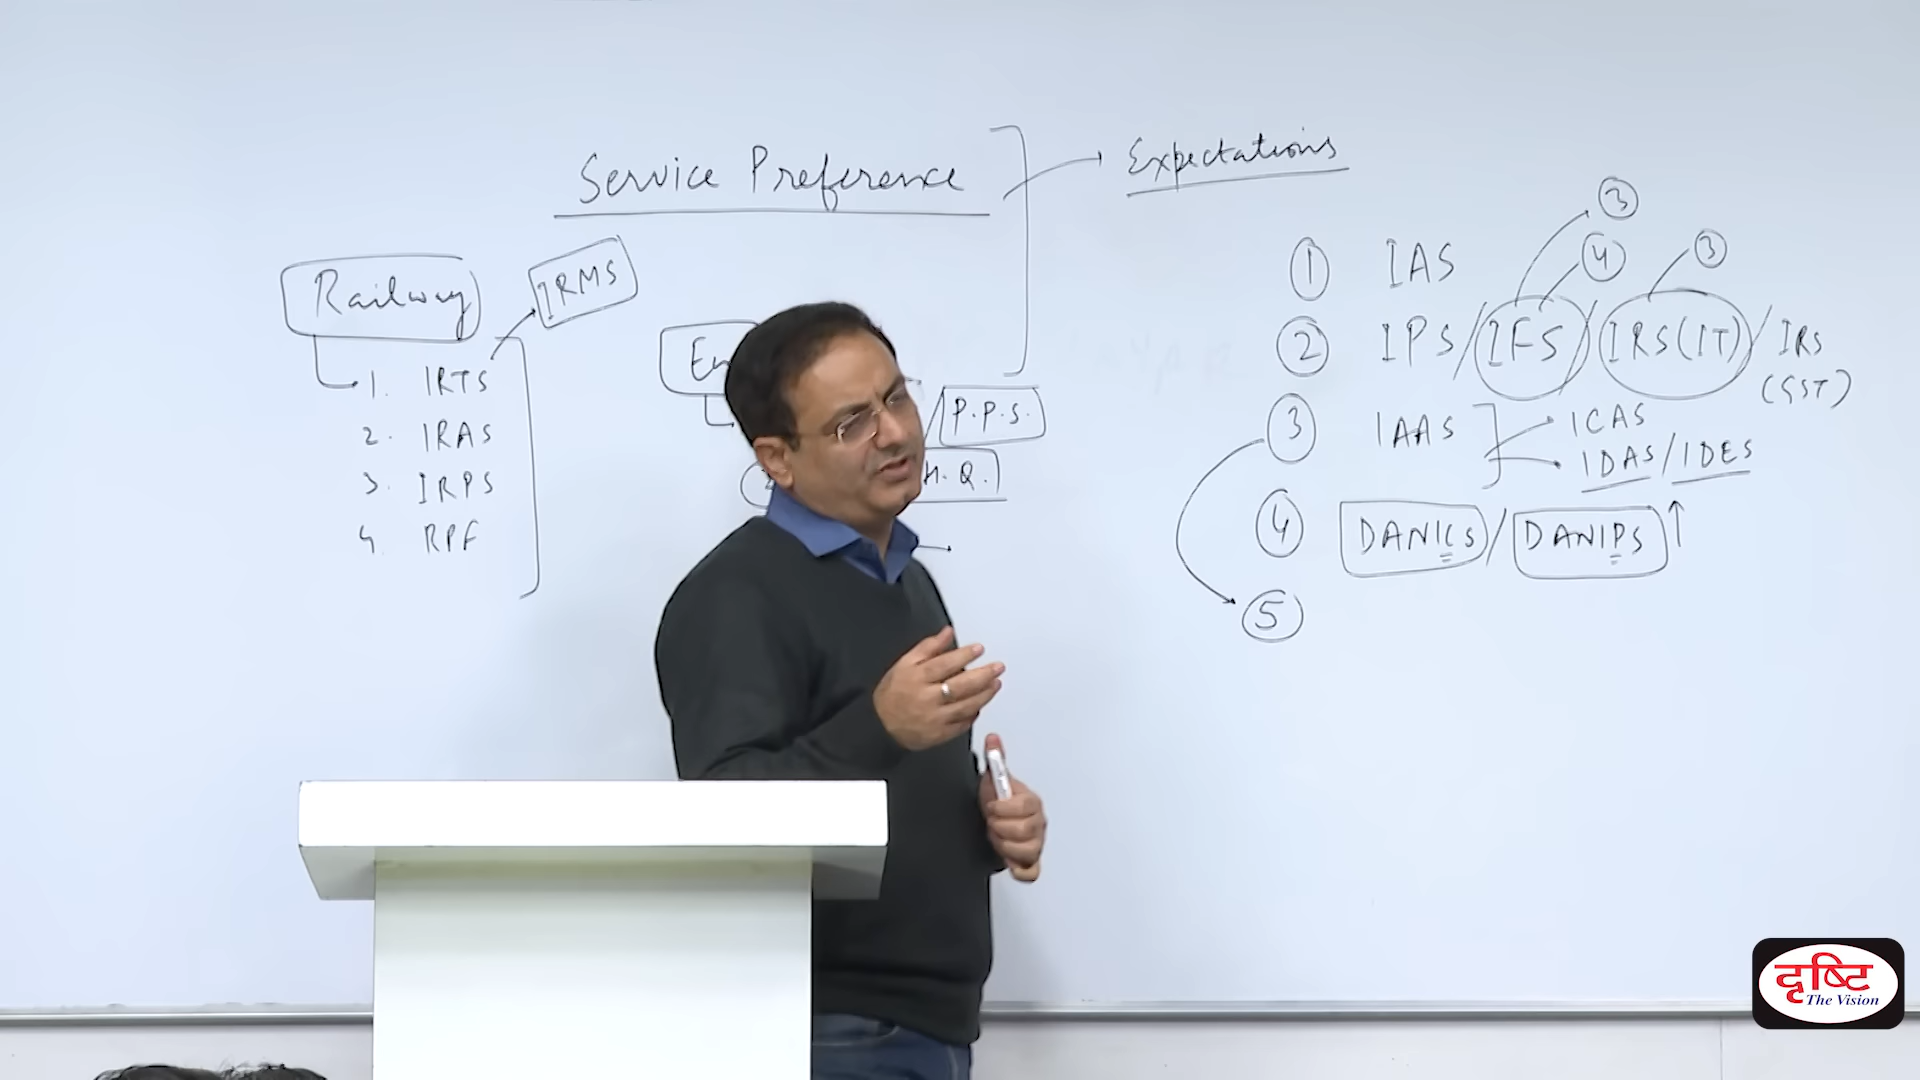 Service Preference
Expectations
Railway
IRMS
1. IRTS
2. IRAS
3. IRPS
4. RPF
/ P.P.S.
H.Q.
3
4
3
1 IAS
2 IPS / IFS / IRS (IT) / IRS
(GST)
3 IAAS
ICAS
IDAS / IDES
4 DANICS / DANIPS ↑
5
दृष्टि
The Vision